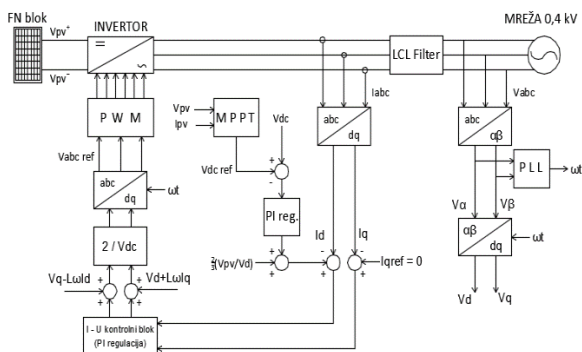 FN blok
Vpv⁺
Vpv⁻
INVERTOR
=
~
LCL Filter
MREŽA 0,4 kV
P W M
Vpv
Ipv
M P P T
Vdc
Vdc ref
Iabc
abc
dq
Vabc
abc
αβ
P L L
ωt
Vabc ref
abc
dq
ωt
PI reg.
Vα
Vβ
αβ
dq
ωt
2 / Vdc
Id
Iq
(Vpv/Vd)
Iqref = 0
Vq-LωId
Vd+LωIq
Vd
Vq
I - U kontrolni blok
(PI regulacija)